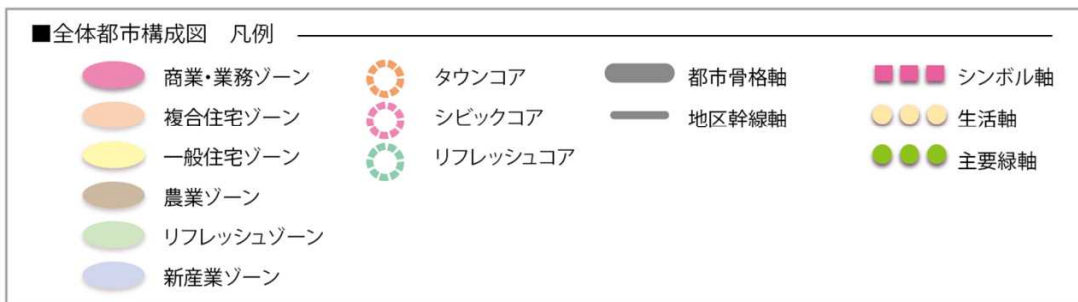 ■全体都市構成図　凡例
商業・業務ゾーン
複合住宅ゾーン
一般住宅ゾーン
農業ゾーン
リフレッシュゾーン
新産業ゾーン
タウンコア
シビックコア
リフレッシュコア
都市骨格軸
地区幹線軸
シンボル軸
生活軸
主要緑軸